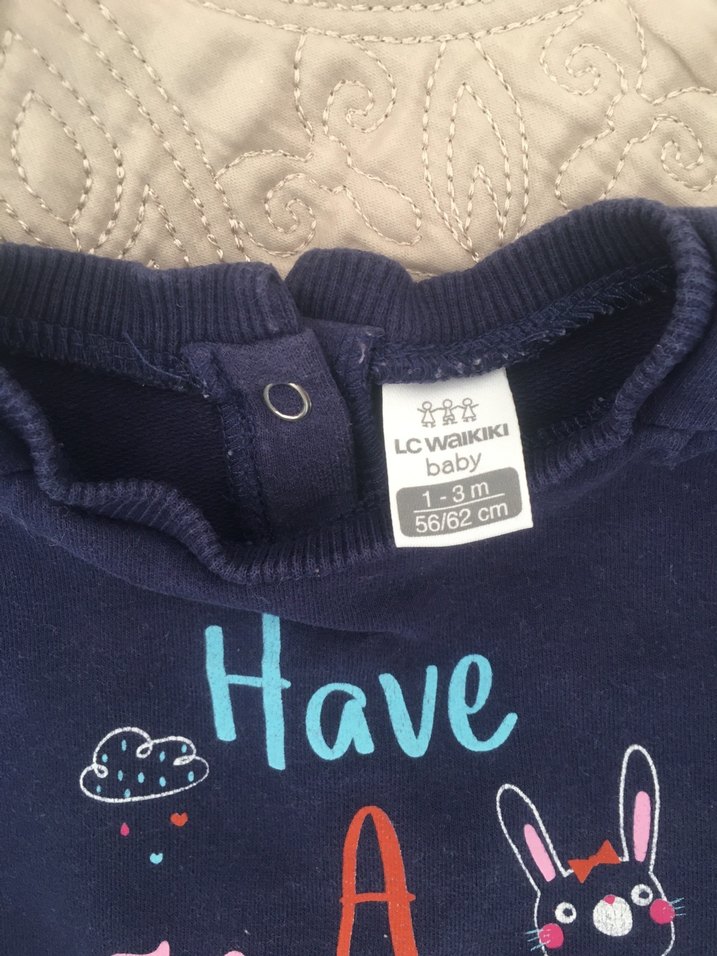 LC WAIKIKI
baby
1 - 3 m
56/62 cm
Have
A